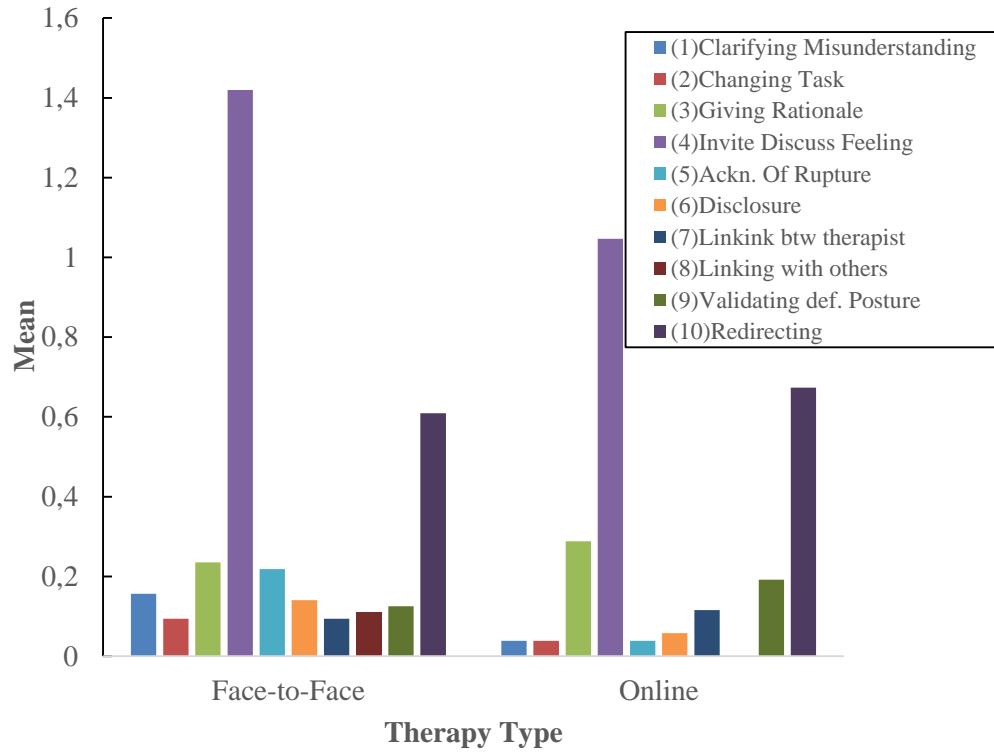 1,6
1,4
1,2
1
0,8
0,6
0,4
0,2
0
Mean
(1)Clarifying Misunderstanding
(2)Changing Task
(3)Giving Rationale
(4)Invite Discuss Feeling
(5)Ackn. Of Rupture
(6)Disclosure
(7)Linkink btw therapist
(8)Linking with others
(9)Validating def. Posture
(10)Redirecting
Face-to-Face
Online
Therapy Type